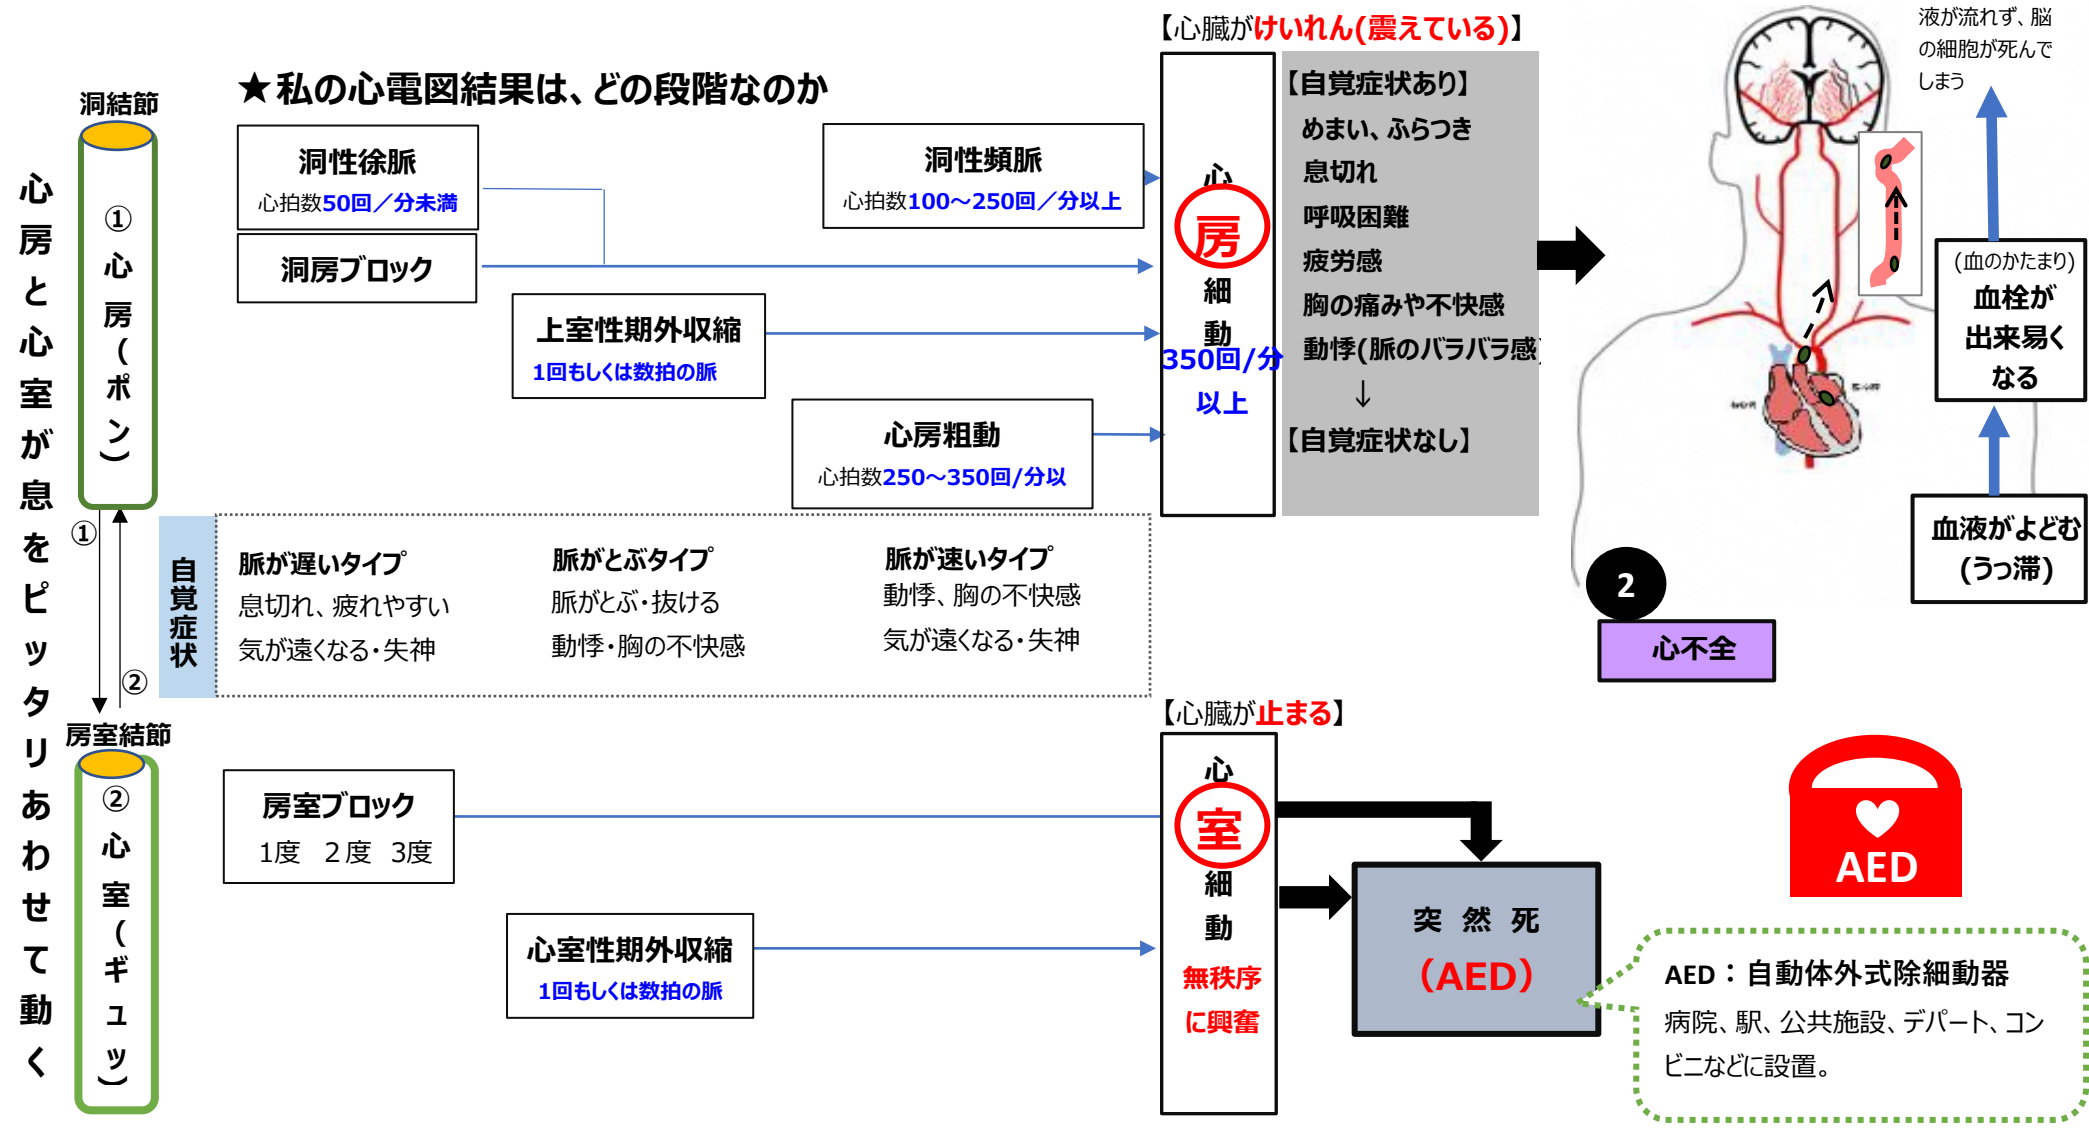 心房と心室が息をピッタリあわせて動く
洞結節
①心房(ポン)
①
②
房室結節
②心室(ギュッ)
★私の心電図結果は、どの段階なのか
洞性徐脈
心拍数50回／分未満
洞房ブロック
上室性期外収縮
1回もしくは数拍の脈
洞性頻脈
心拍数100～250回／分以上
心房粗動
心拍数250～350回/分以
【心臓がけいれん(震えている)】
心房細動
350回/分
以上
【自覚症状あり】
めまい、ふらつき
息切れ
呼吸困難
疲労感
胸の痛みや不快感
動悸(脈のバラバラ感)
↓
【自覚症状なし】
液が流れず、脳
の細胞が死んで
しまう
(血のかたまり)
血栓が
出来易く
なる
血液がよどむ
(うっ滞)
2
心不全
自覚症状
脈が遅いタイプ
息切れ、疲れやすい
気が遠くなる・失神
脈がとぶタイプ
脈がとぶ・抜ける
動悸・胸の不快感
脈が速いタイプ
動悸、胸の不快感
気が遠くなる・失神
房室ブロック
1度 ２度 3度
心室性期外収縮
1回もしくは数拍の脈
【心臓が止まる】
心室細動
無秩序
に興奮
突 然 死
（AED）
AED
AED：自動体外式除細動器
病院、駅、公共施設、デパート、コン
ビニなどに設置。